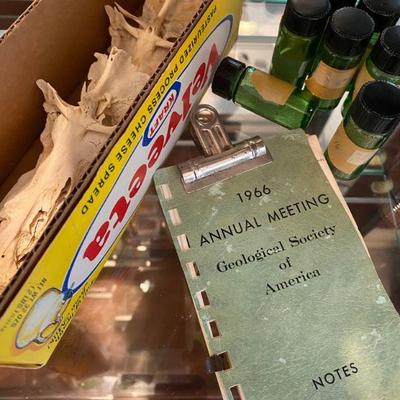 PASTEURIZED PROCESS CHEESE SPREAD
KRAFT
Velveeta
1966
ANNUAL MEETING
Geological Society
of
America
NOTES